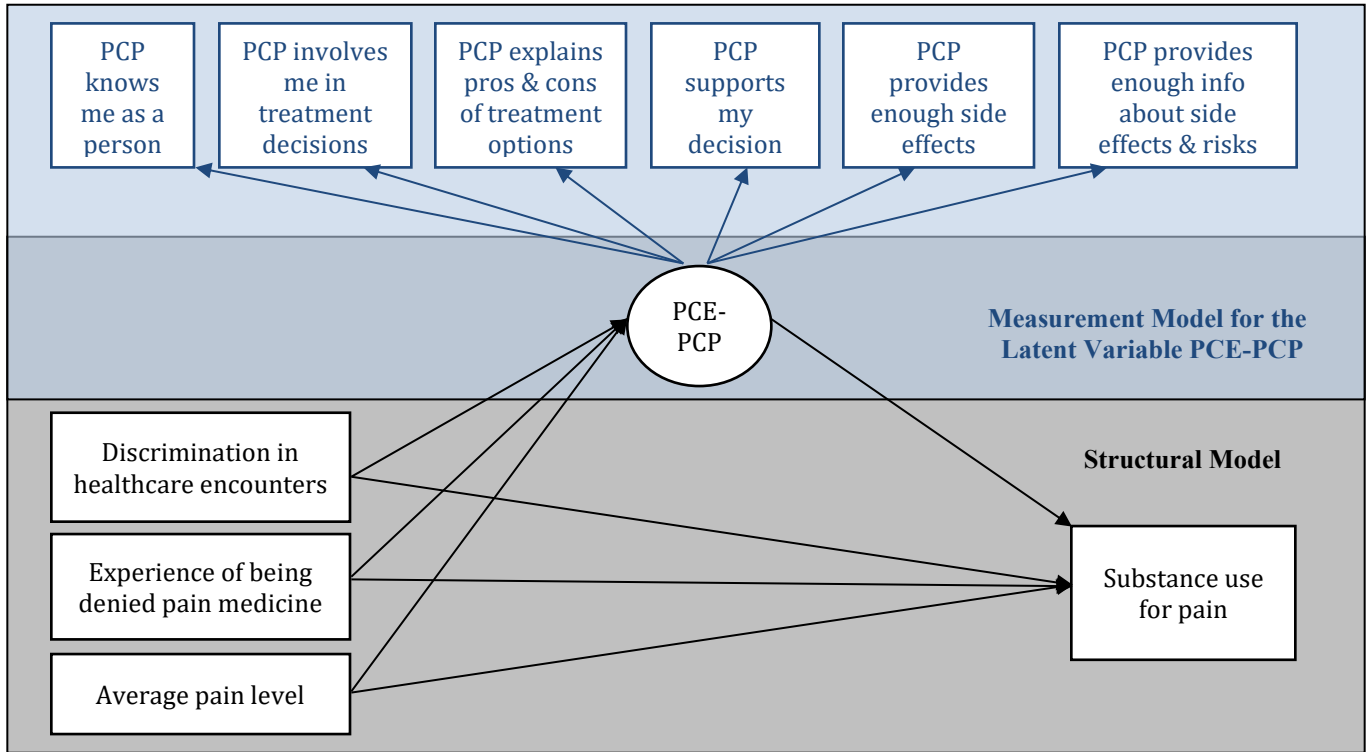 PCP
knows
me as a
person
PCP involves
me in
treatment
decisions
PCP explains
pros & cons
of treatment
options
PCP
supports
my
decision
PCP
provides
enough side
effects
PCP provides
enough info
about side
effects & risks
PCE-
PCP
Measurement Model for the
Latent Variable PCE-PCP
Discrimination in
healthcare encounters
Structural Model
Experience of being
denied pain medicine
Substance use
for pain
Average pain level